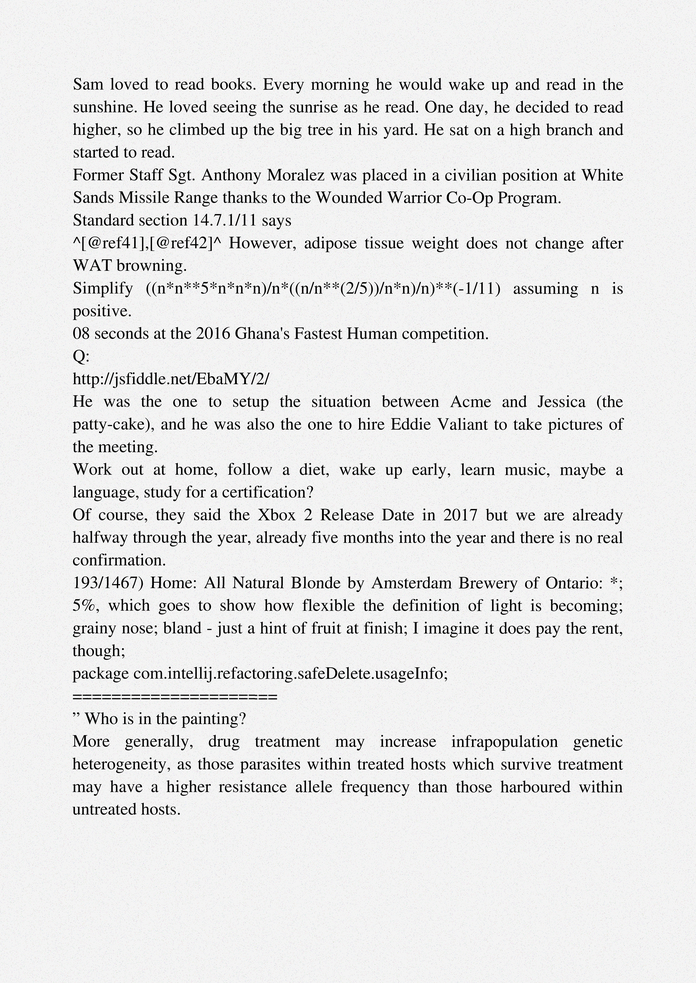 Sam loved to read books. Every morning he would wake up and read in the
sunshine. He loved seeing the sunrise as he read. One day, he decided to read
higher, so he climbed up the big tree in his yard. He sat on a high branch and
started to read.
Former Staff Sgt. Anthony Moralez was placed in a civilian position at White
Sands Missile Range thanks to the Wounded Warrior Co-Op Program.
Standard section 14.7.1/11 says
^[@ref41],[@ref42]^ However, adipose tissue weight does not change after
WAT browning.
Simplify ((n*n**5*n*n*n)/n*((n/n**(2/5))/n*n)/n)**(-1/11) assuming n is
positive.
08 seconds at the 2016 Ghana's Fastest Human competition.
Q:
http://jsfiddle.net/EbaMY/2/
He was the one to setup the situation between Acme and Jessica (the
patty-cake), and he was also the one to hire Eddie Valiant to take pictures of
the meeting.
Work out at home, follow a diet, wake up early, learn music, maybe a
language, study for a certification?
Of course, they said the Xbox 2 Release Date in 2017 but we are already
halfway through the year, already five months into the year and there is no real
confirmation.
193/1467) Home: All Natural Blonde by Amsterdam Brewery of Ontario: *;
5%, which goes to show how flexible the definition of light is becoming;
grainy nose; bland - just a hint of fruit at finish; I imagine it does pay the rent,
though;
package com.intellij.refactoring.safeDelete.usageInfo;
=====================
” Who is in the painting?
More generally, drug treatment may increase infrapopulation genetic
heterogeneity, as those parasites within treated hosts which survive treatment
may have a higher resistance allele frequency than those harboured within
untreated hosts.